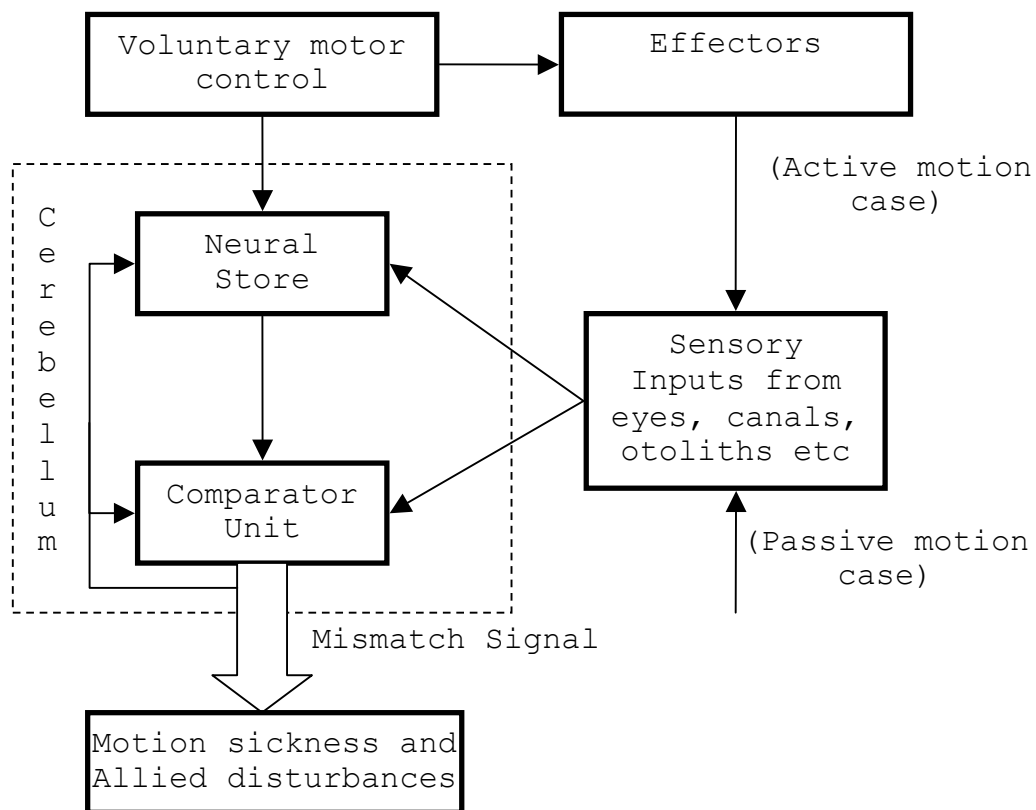 Voluntary motor
control
Effectors
(Active motion
case)
Cerebellum
Neural
Store
Sensory
Inputs from
eyes, canals,
otoliths etc
Comparator
Unit
(Passive motion
case)
Mismatch Signal
Motion sickness and
Allied disturbances